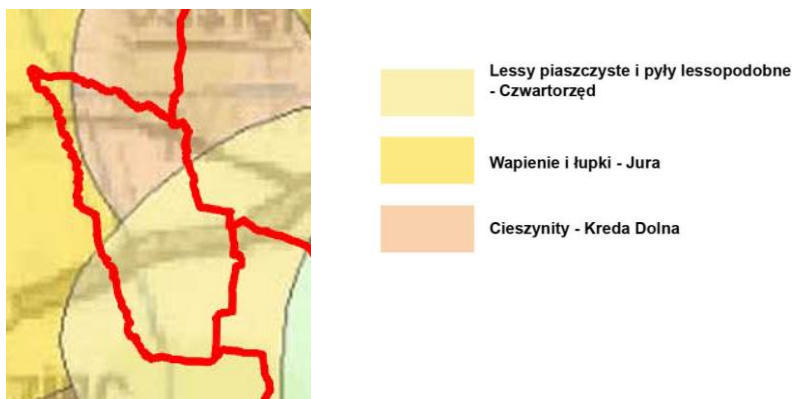 Lessy piaszczyste i pyły lessopodobne
- Czwartorzęd
Wapienie i łupki - Jura
Cieszynity - Kreda Dolna